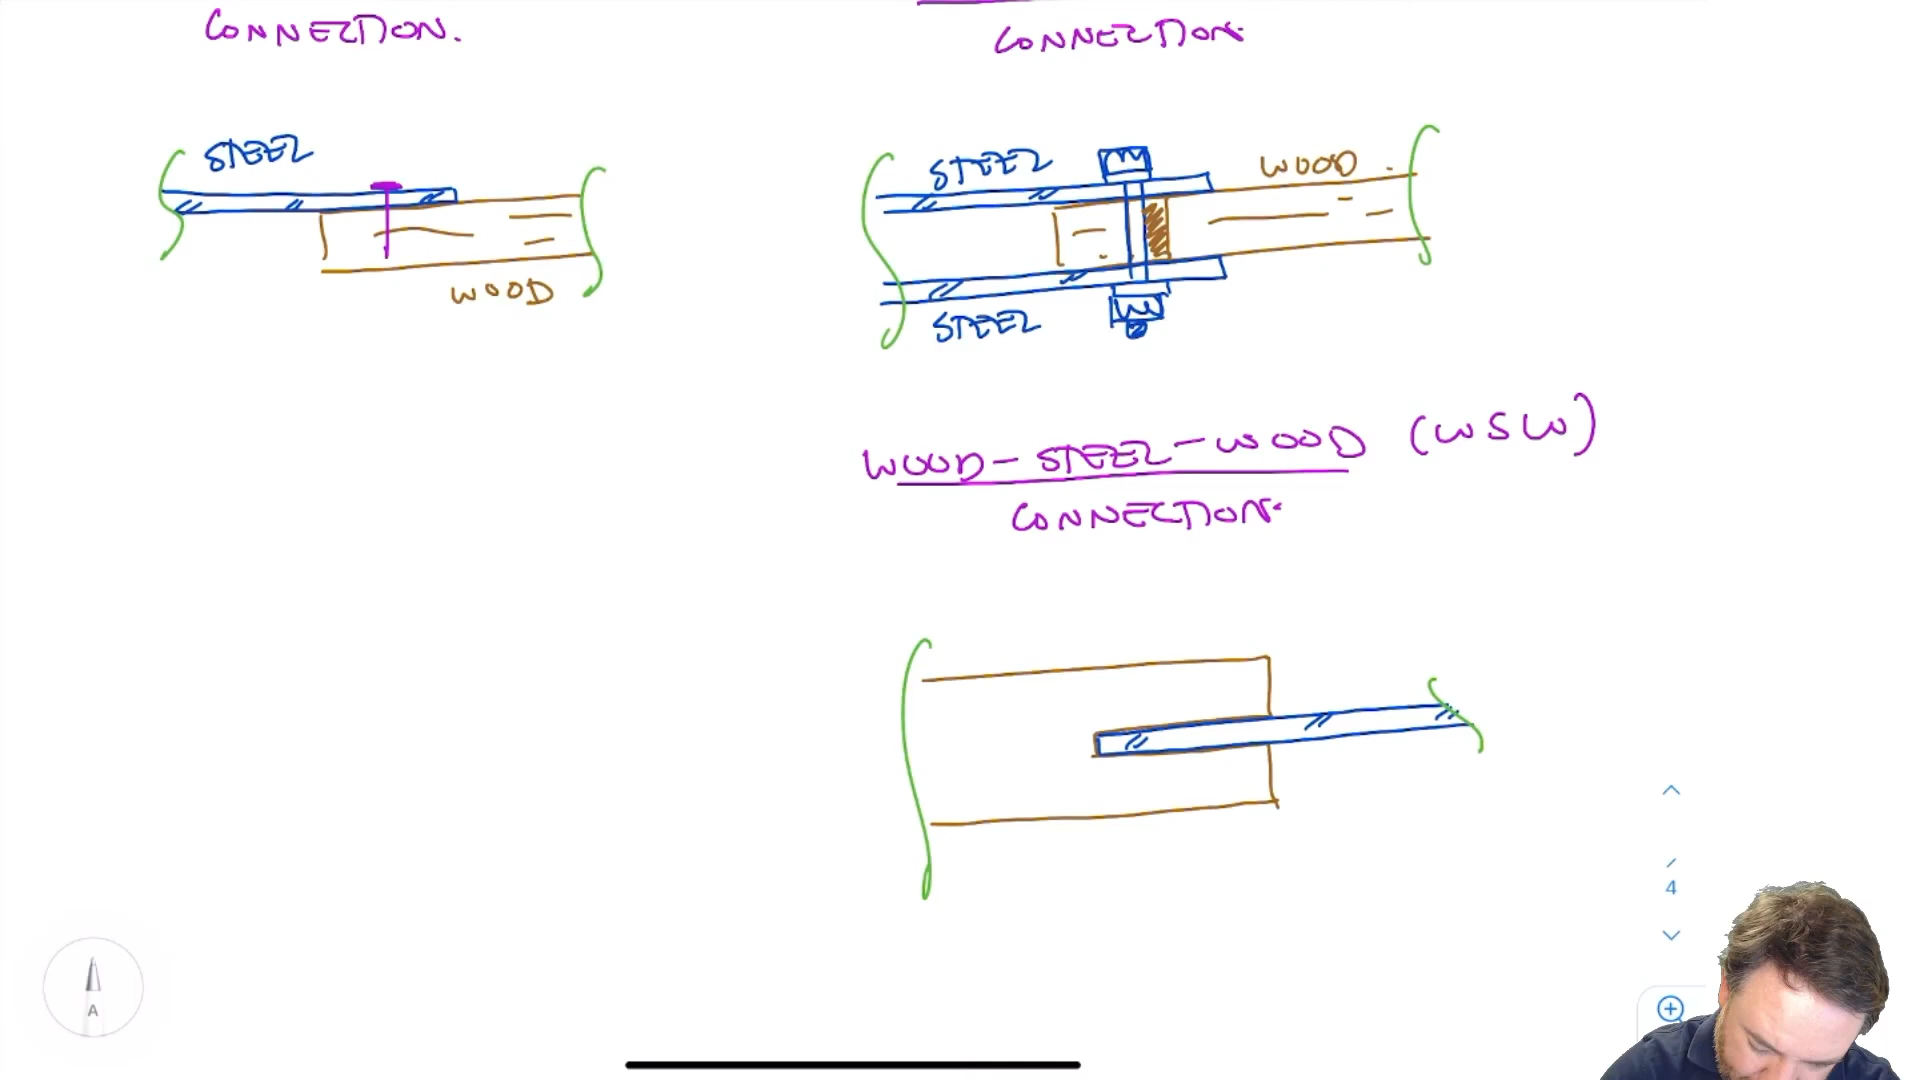 CONNECTION.
CONNECTION
STEEL
WOOD
STEEL
WOOD
STEEL
WOOD-STEEL-WOOD (WSW)
CONNECTION
4
A